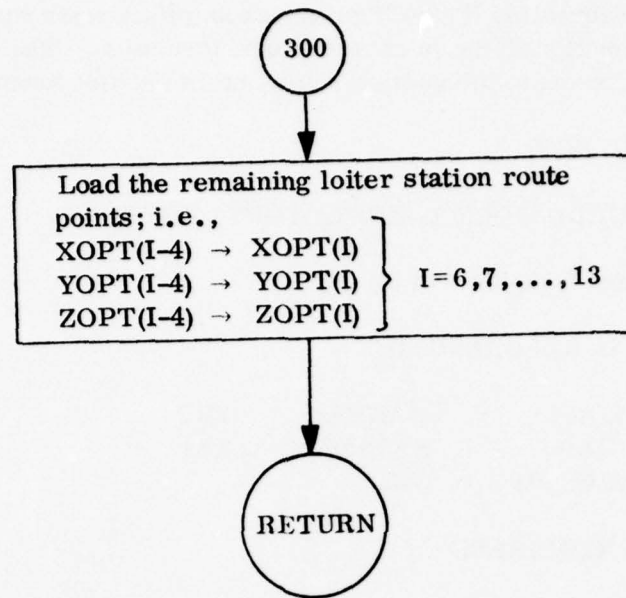 300
Load the remaining loiter station route
points; i.e.,
XOPT(I-4) → XOPT(I)
YOPT(I-4) → YOPT(I) } I=6,7,...,13
ZOPT(I-4) → ZOPT(I)
RETURN